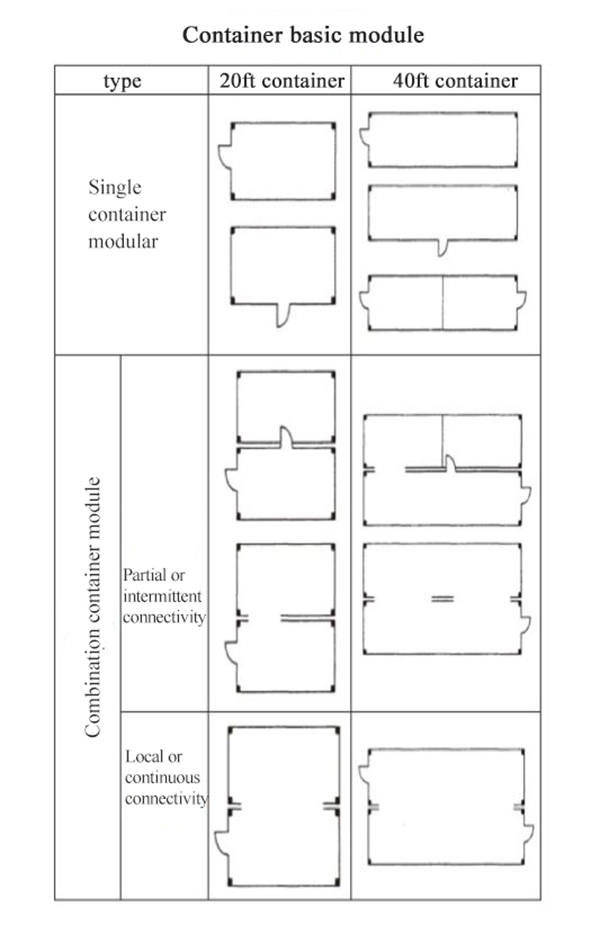 Container basic module
type
20ft container
40ft container
Single
container
modular
Combination container module
Partial or
intermittent
connectivity
Local or
continuous
connectivity